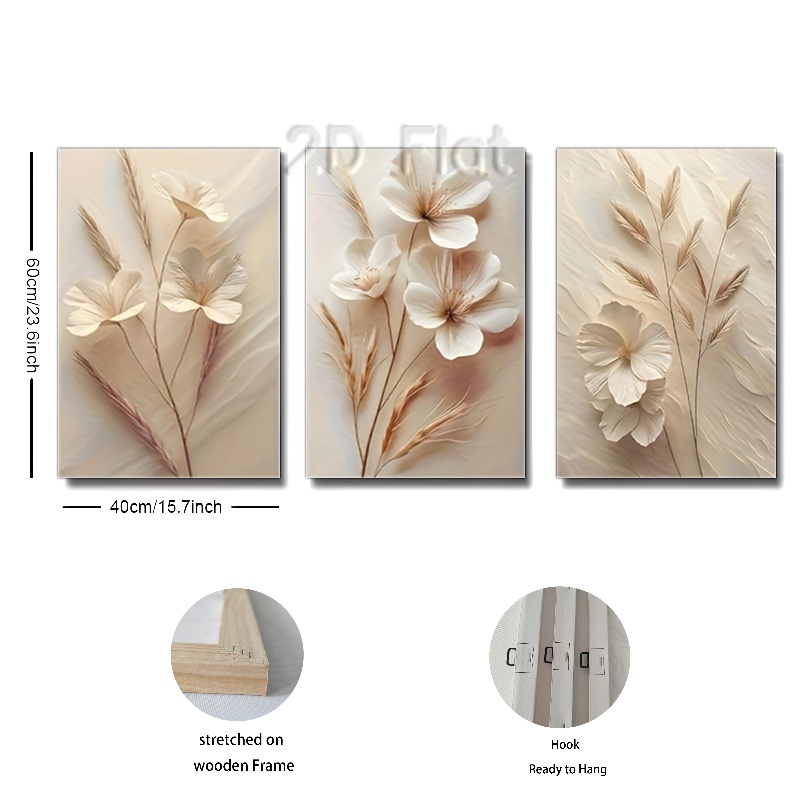 2D Flat
60cm/23.6inch
40cm/15.7inch
stretched on
wooden Frame
Hook
Ready to Hang